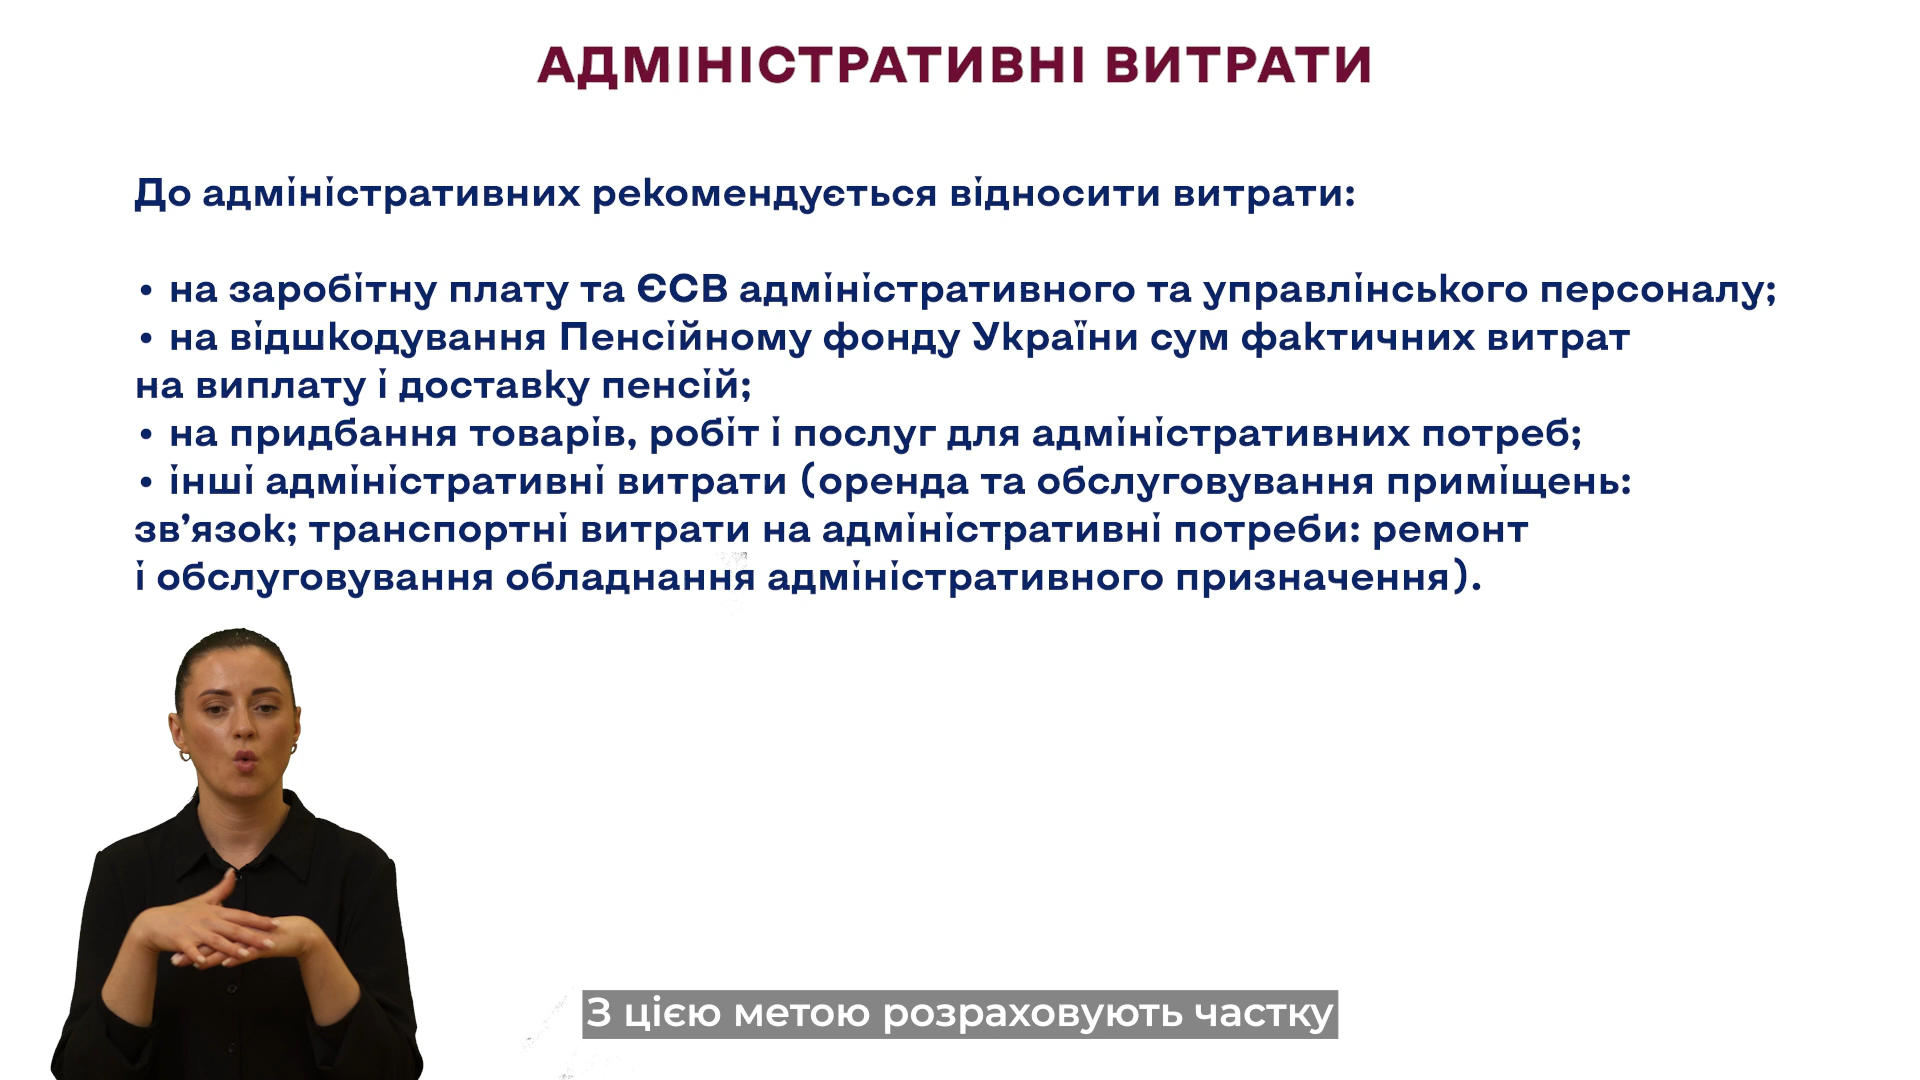 АДМІНІСТРАТИВНІ ВИТРАТИ
До адміністративних рекомендується відносити витрати:
• на заробітну плату та ЄСВ адміністративного та управлінського персоналу;
• на відшкодування Пенсійному фонду України сум фактичних витрат
на виплату і доставку пенсій;
• на придбання товарів, робіт і послуг для адміністративних потреб;
• інші адміністративні витрати (оренда та обслуговування приміщень:
зв’язок; транспортні витрати на адміністративні потреби: ремонт
і обслуговування обладнання адміністративного призначення).
З цією метою розраховують частку